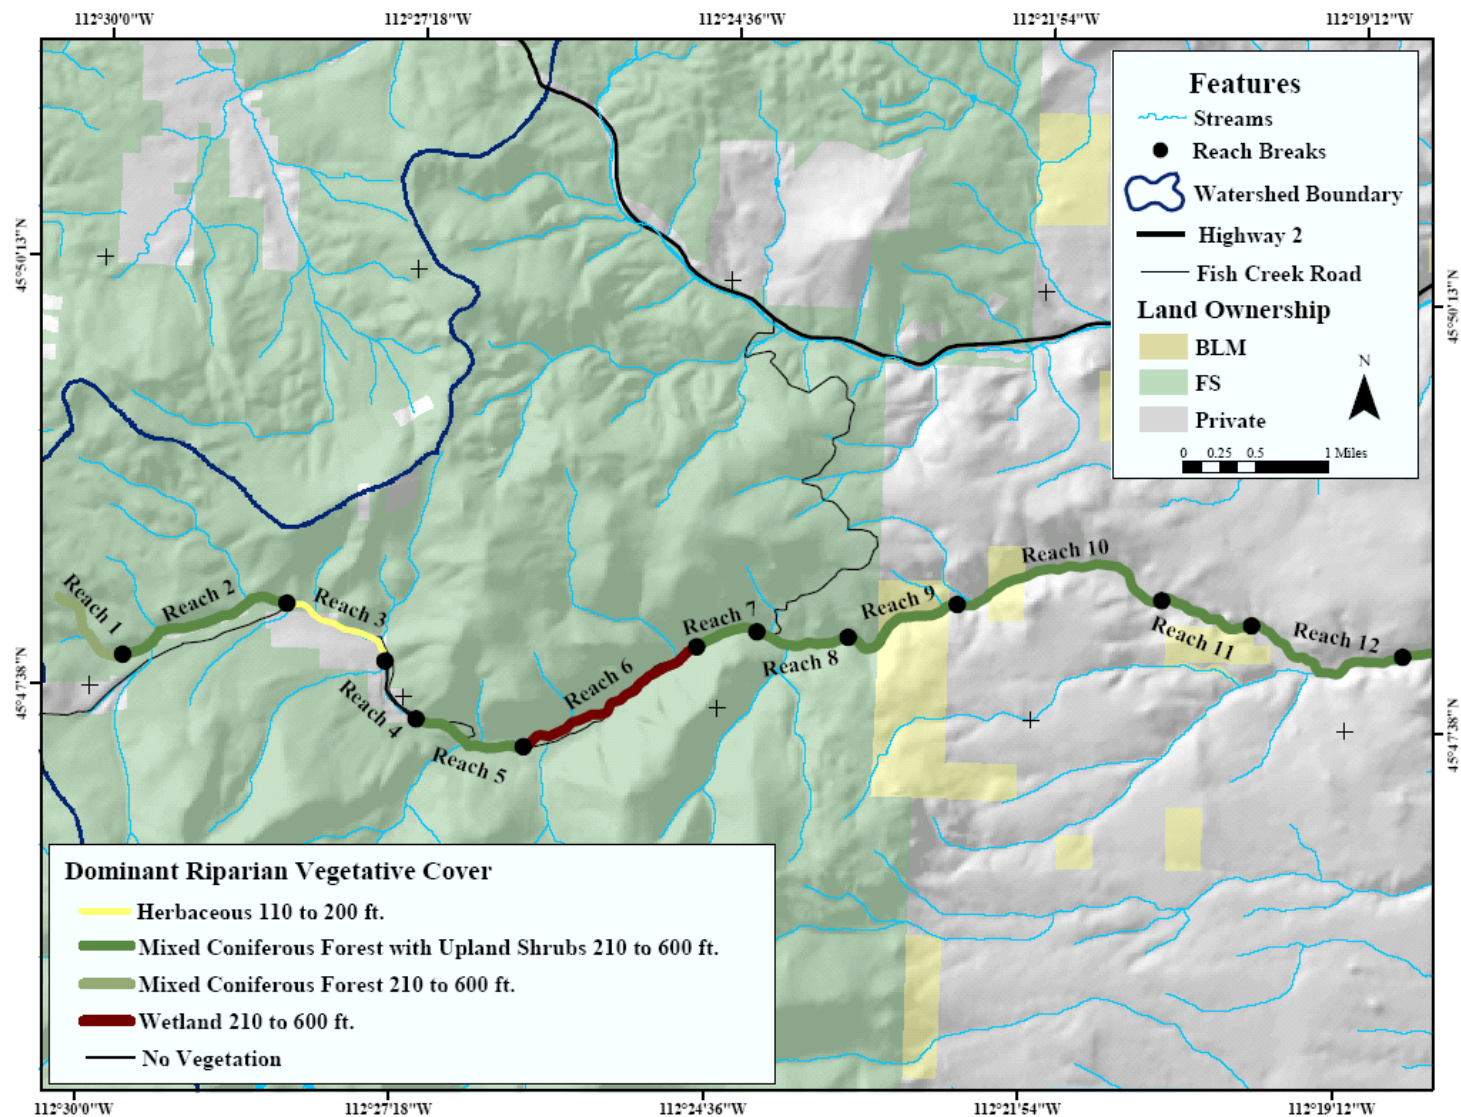 112°30'0"W
112°27'18"W
112°24'36"W
112°21'54"W
112°19'12"W
Features
Streams
Reach Breaks
Watershed Boundary
Highway 2
Fish Creek Road
Land Ownership
BLM
FS
Private
N
0 0.25 0.5 1 Miles
45°50'13"N
45°50'13"N
Reach 1
Reach 2
Reach 3
Reach 4
Reach 5
Reach 6
Reach 7
Reach 8
Reach 9
Reach 10
Reach 11
Reach 12
45°47'38"N
45°47'38"N
Dominant Riparian Vegetative Cover
Herbaceous 110 to 200 ft.
Mixed Coniferous Forest with Upland Shrubs 210 to 600 ft.
Mixed Coniferous Forest 210 to 600 ft.
Wetland 210 to 600 ft.
No Vegetation
112°30'0"W
112°27'18"W
112°24'36"W
112°21'54"W
112°19'12"W